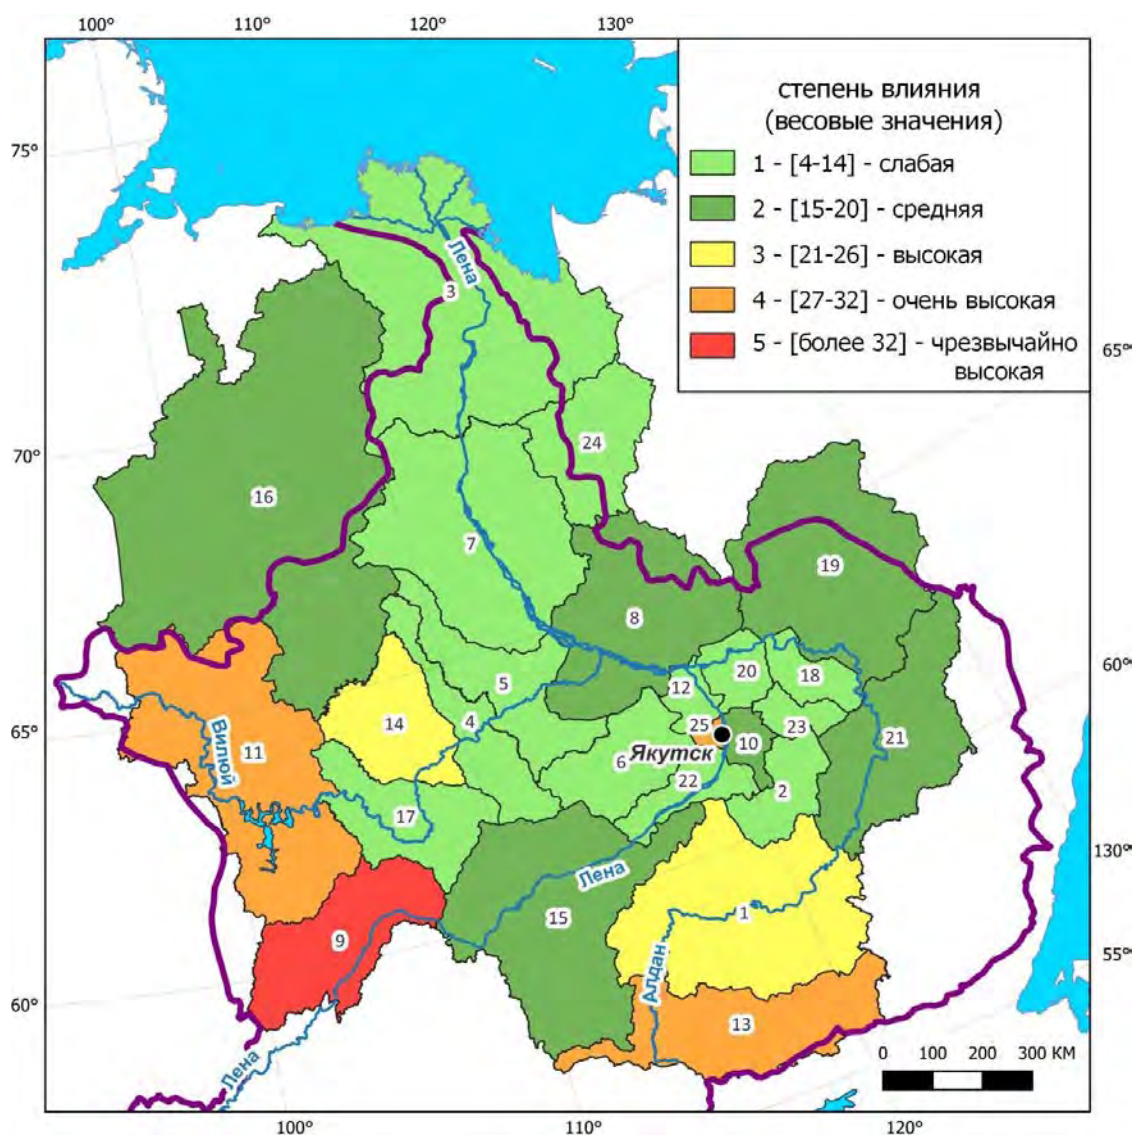 100°
110°
120°
130°
степень влияния
(весовые значения)
1 - [4-14] - слабая
2 - [15-20] - средняя
3 - [21-26] - высокая
4 - [27-32] - очень высокая
5 - [более 32] - чрезвычайно
высокая
75°
Лена
3
65°
70°
24
16
7
19
8
60°
65°
5
20
18
12
14
4
25
10
23
21
Вилюй
11
Якутск
6
22
2
17
130°
Лена
15
1
9
55°
Алдан
60°
13
0 100 200 300 КМ
Лена
100°
110°
120°